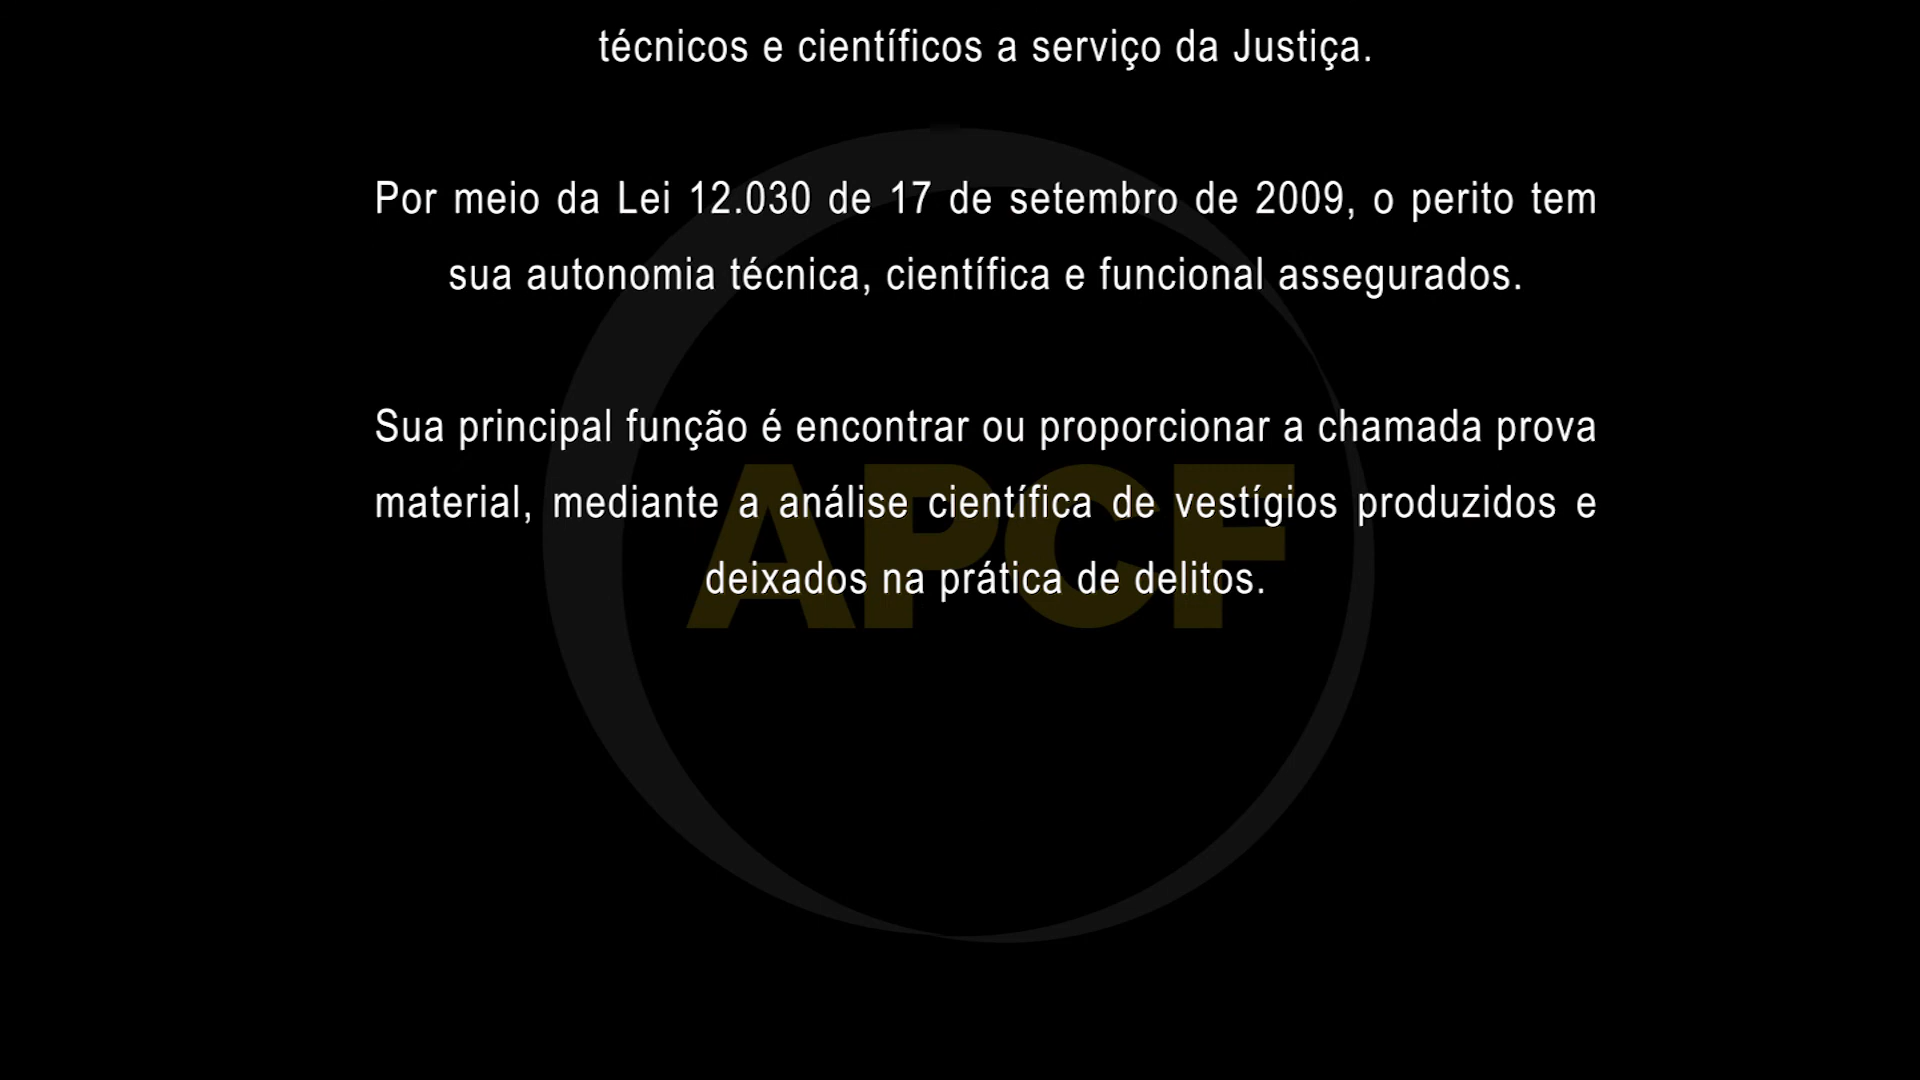 técnicos e científicos a serviço da Justiça.
Por meio da Lei 12.030 de 17 de setembro de 2009, o perito tem
sua autonomia técnica, científica e funcional assegurados.
Sua principal função é encontrar ou proporcionar a chamada prova
material, mediante a análise científica de vestígios produzidos e
deixados na prática de delitos.
APCF